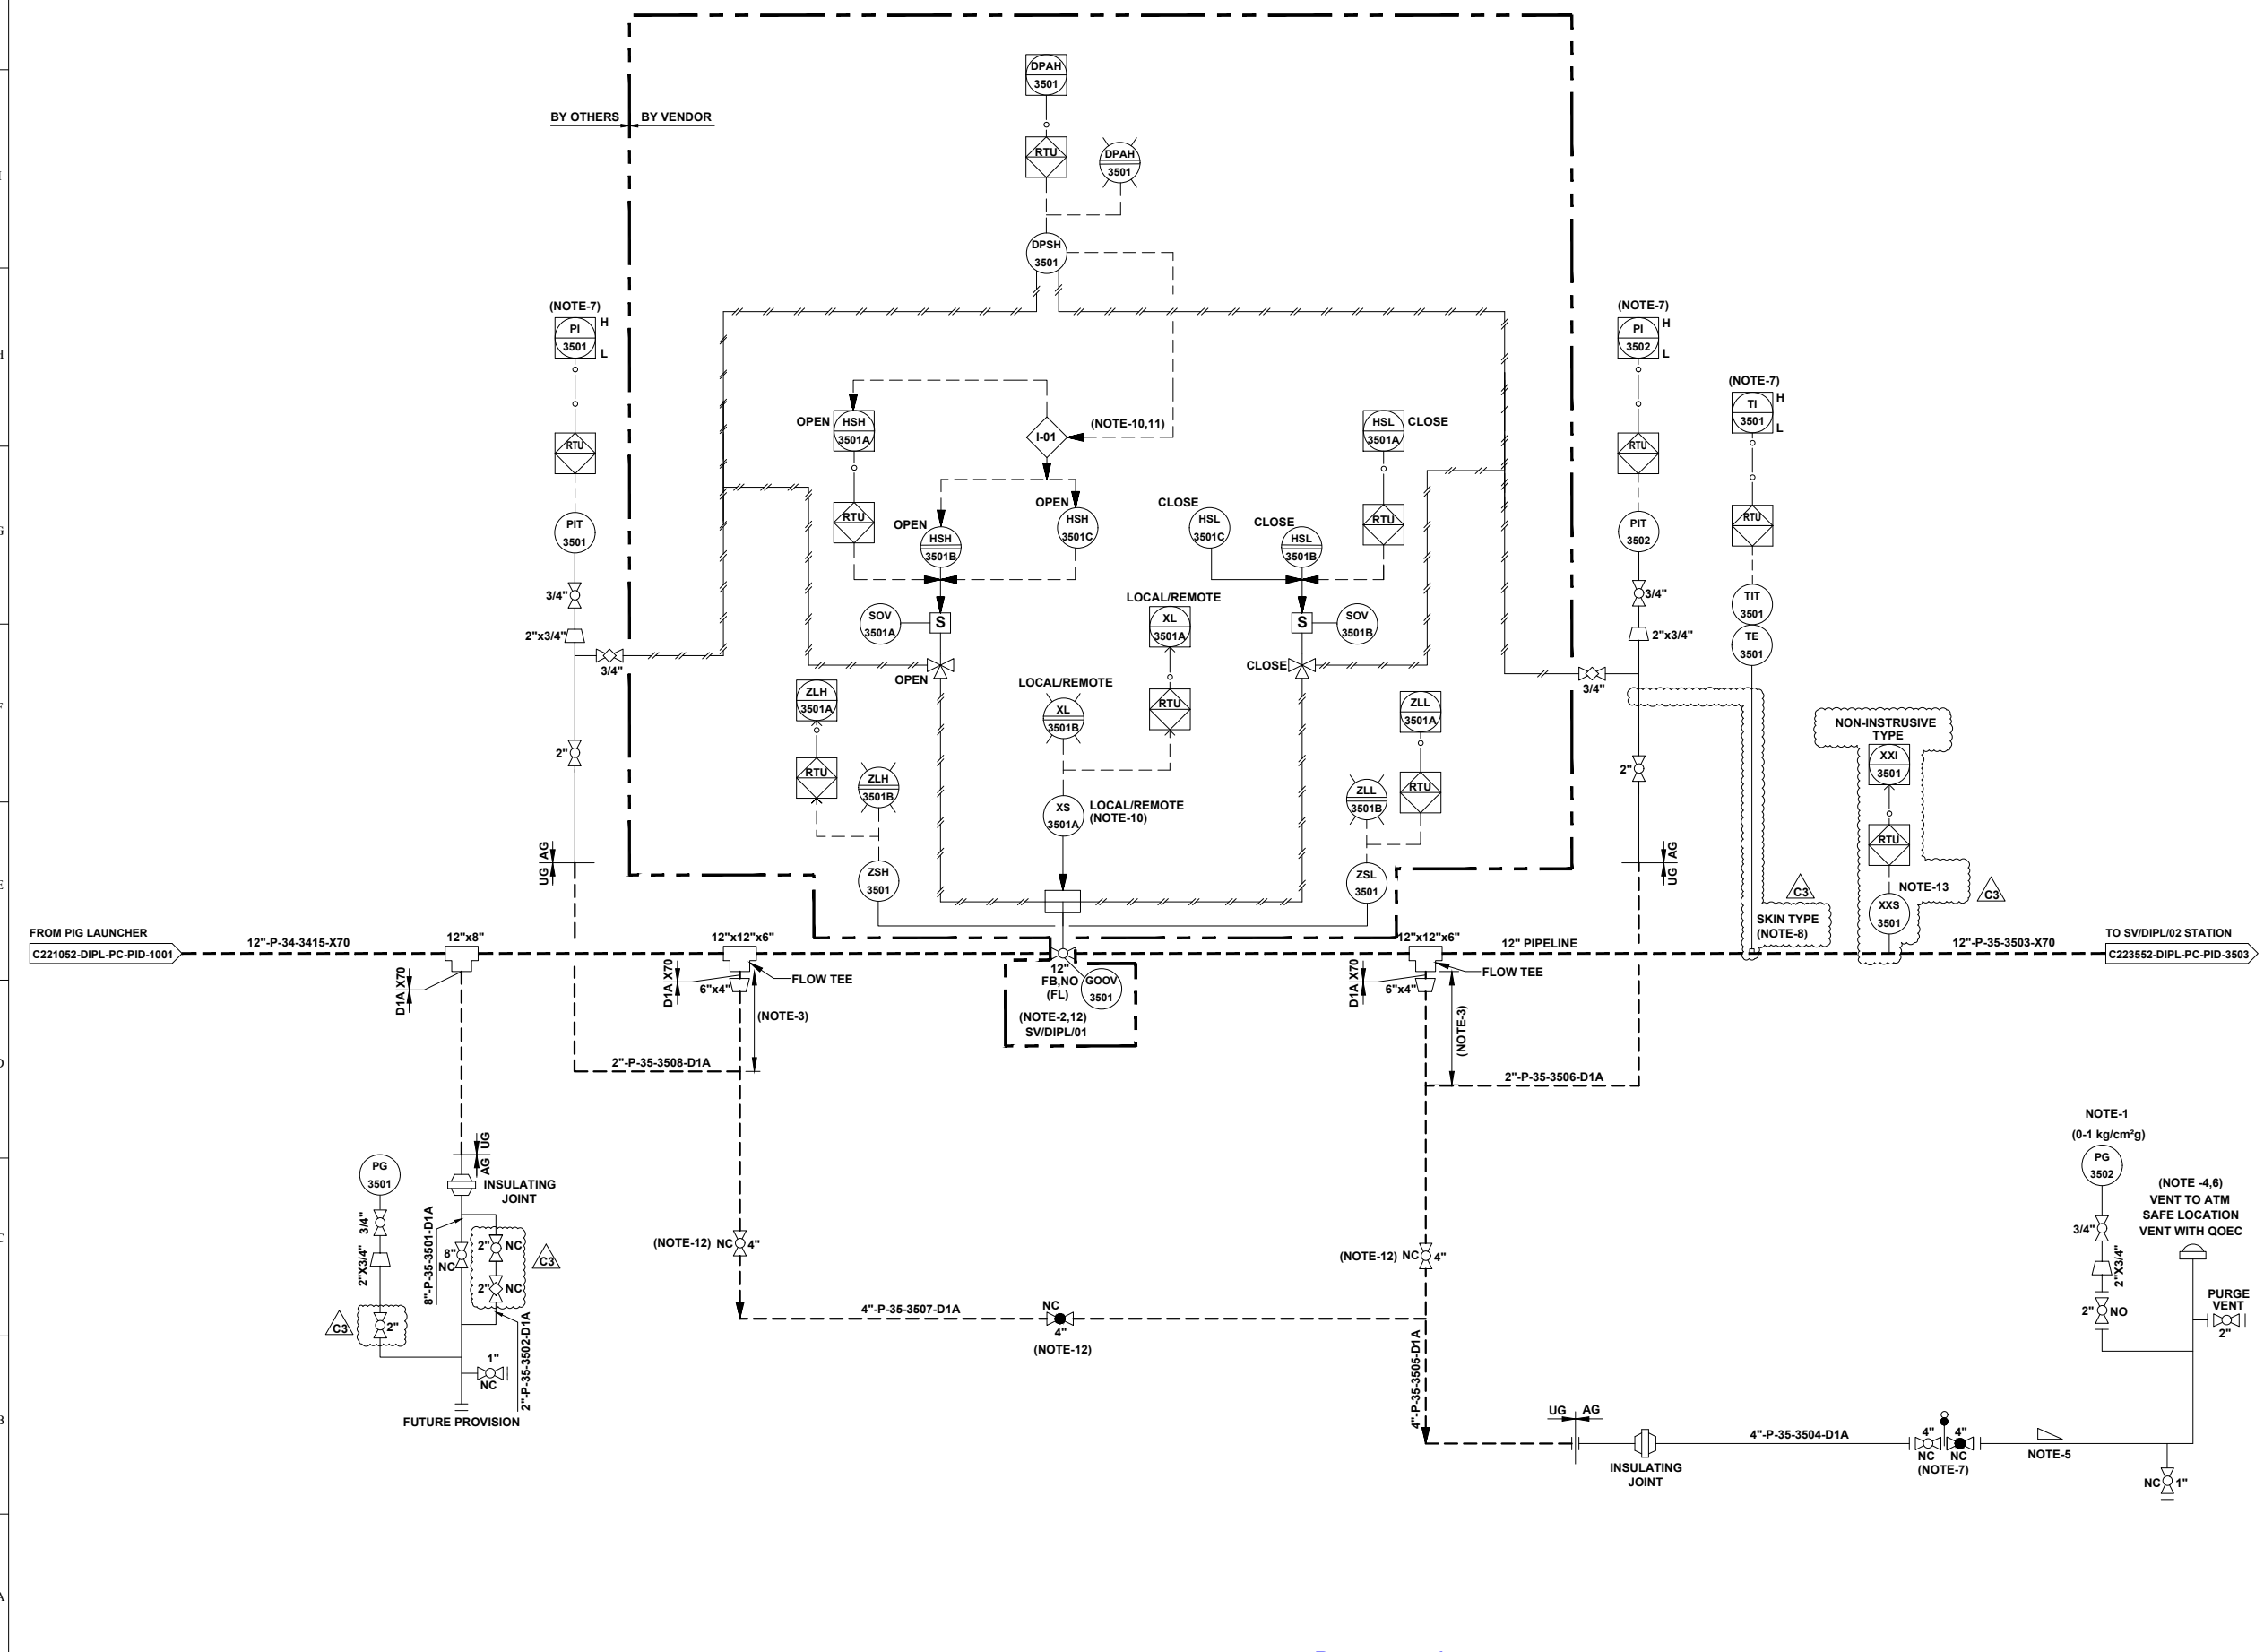 DPAH
3501
BY OTHERS
BY VENDOR
RTU
DPAH
3501
DPSH
3501
(NOTE-7)
PI
3501
H
L
(NOTE-7)
PI
3502
H
L
(NOTE-7)
TI
3501
H
L
OPEN
HSH
3501A
I-01
(NOTE-10,11)
HSL
3501A
CLOSE
RTU
RTU
RTU
RTU
RTU
PIT
3501
OPEN
HSH
3501B
OPEN
HSH
3501C
CLOSE
HSL
3501C
CLOSE
HSL
3501B
PIT
3502
3/4"
2"x3/4"
3/4"
SOV
3501A
S
LOCAL/REMOTE
XL
3501A
S
SOV
3501B
3/4"
2"x3/4"
3/4"
TIT
3501
TE
3501
OPEN
CLOSE
ZLH
3501A
LOCAL/REMOTE
XL
3501B
RTU
ZLL
3501A
NON-INSTRUSIVE
TYPE
XXI
3501
2"
RTU
ZLH
3501B
XS
3501A
LOCAL/REMOTE
(NOTE-10)
ZLL
3501B
RTU
2"
RTU
UG
AG
ZSH
3501
ZSL
3501
UG
AG
C3
NOTE-13
XXS
3501
C3
SKIN TYPE
(NOTE-8)
FROM PIG LAUNCHER
C221052-DIPL-PC-PID-1001
12"-P-34-3415-X70
12"x8"
12"x12"x6"
12"x12"x6"
12" PIPELINE
12"-P-35-3503-X70
TO SV/DIPL/02 STATION
C223552-DIPL-PC-PID-3503
D1A
X70
D1A
X70
6"x4"
FLOW TEE
(NOTE-3)
12"
FB,NO
(FL)
GOOV
3501
(NOTE-2,12)
SV/DIPL/01
D1A
X70
6"x4"
FLOW TEE
(NOTE-3)
2"-P-35-3508-D1A
2"-P-35-3506-D1A
NOTE-1
(0-1 kg/cm²g)
PG
3502
PG
3501
AG
UG
INSULATING
JOINT
3/4"
2"X3/4"
8"-P-35-3501-D1A
8"
NC
2"
NC
2"
NC
C3
C3
2"
1"
NC
2"-P-35-3502-D1A
FUTURE PROVISION
(NOTE-12)
NC
4"
(NOTE-12)
NC
4"
4"-P-35-3507-D1A
NC
4"
(NOTE-12)
4"-P-35-3505-D1A
(NOTE -4,6)
VENT TO ATM
SAFE LOCATION
VENT WITH QOEC
3/4"
2"X3/4"
2"
NO
PURGE
VENT
2"
UG
AG
INSULATING
JOINT
4"-P-35-3504-D1A
4"
NC
4"
NC
(NOTE-7)
NOTE-5
NC
1"